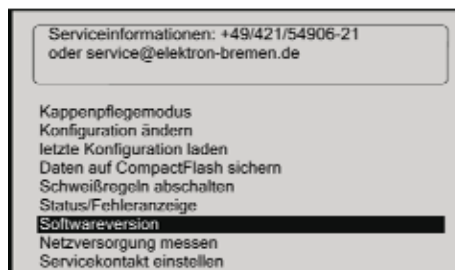 Serviceinformationen: +49/421/54906-21
oder service@elektron-bremen.de
Kappenpflegemodus
Konfiguration ändern
letzte Konfiguration laden
Daten auf CompactFlash sichern
Schweißregeln abschalten
Status/Fehleranzeige
Softwareversion
Netzversorgung messen
Servicekontakt einstellen